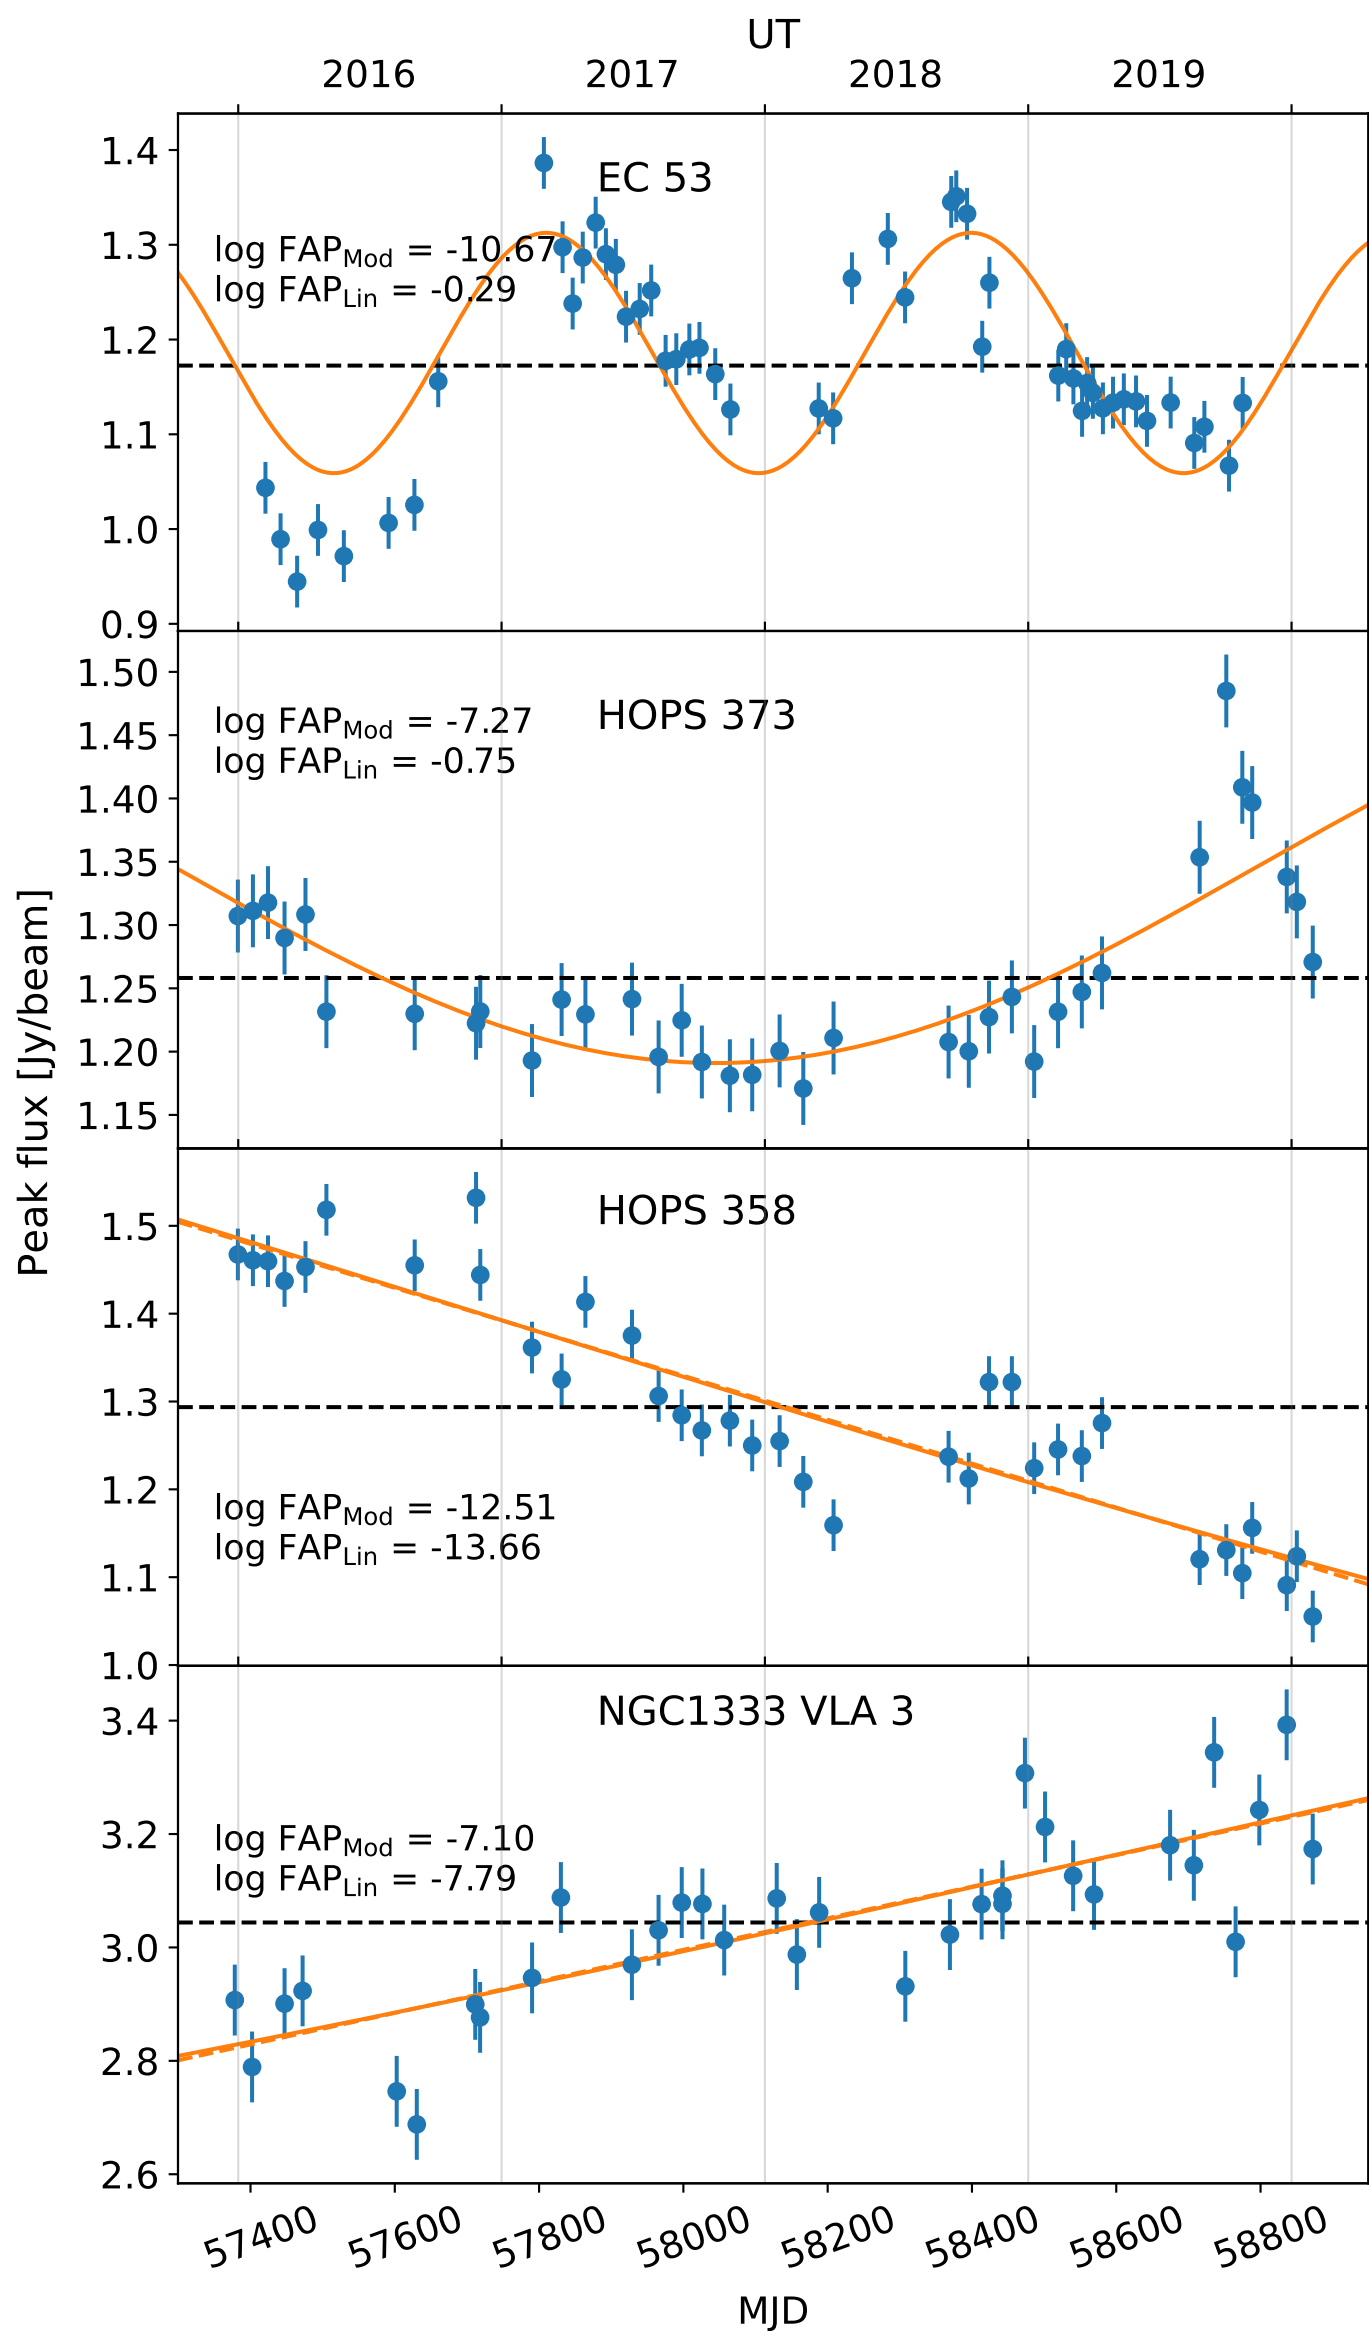 UT
2016 2017 2018 2019
EC 53
log FAP_Mod = -10.67
log FAP_Lin = -0.29
1.4
1.3
1.2
1.1
1.0
0.9
HOPS 373
log FAP_Mod = -7.27
log FAP_Lin = -0.75
1.50
1.45
1.40
1.35
1.30
1.25
1.20
1.15
Peak flux [Jy/beam]
HOPS 358
log FAP_Mod = -12.51
log FAP_Lin = -13.66
1.5
1.4
1.3
1.2
1.1
1.0
NGC1333 VLA 3
log FAP_Mod = -7.10
log FAP_Lin = -7.79
3.4
3.2
3.0
2.8
2.6
57400 57600 57800 58000 58200 58400 58600 58800
MJD